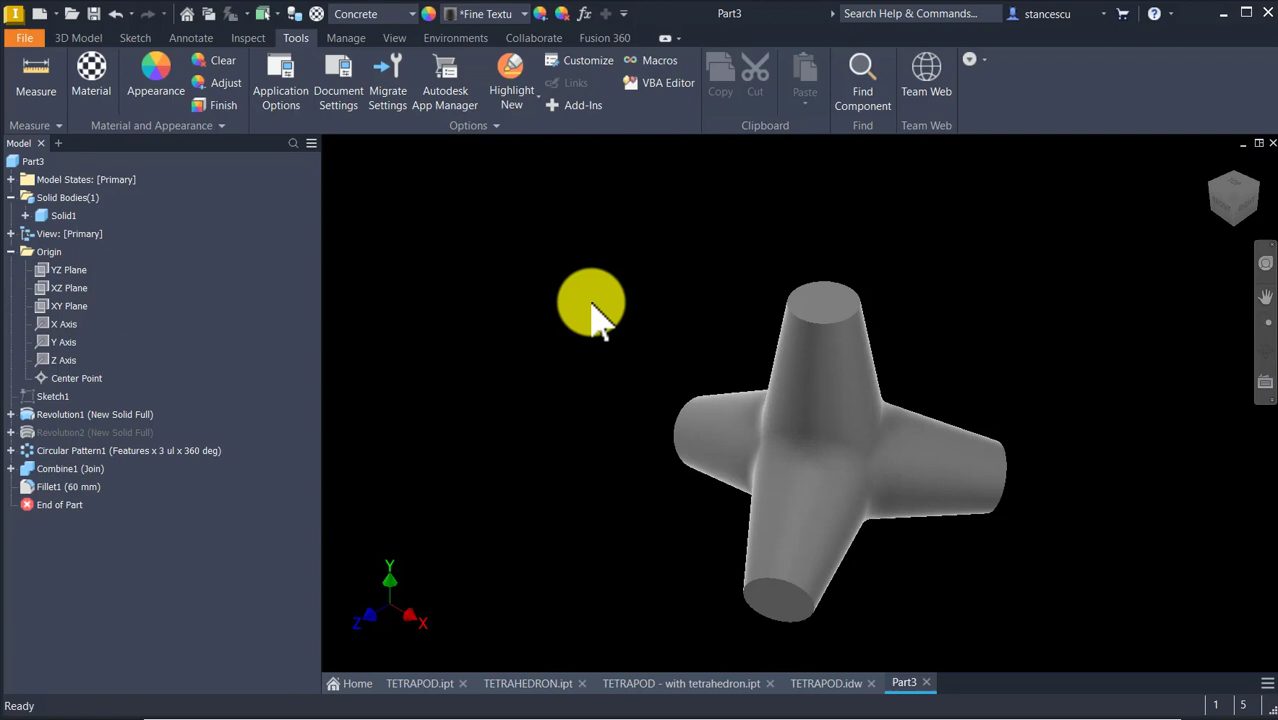 Concrete
*Fine Textu
fx
Part3
Search Help & Commands...
stancescu
File
3D Model
Sketch
Annotate
Inspect
Tools
Manage
View
Environments
Collaborate
Fusion 360
Measure
Material
Appearance
Clear
Adjust
Finish
Application Options
Document Settings
Migrate Settings
Autodesk App Manager
Highlight New
Customize
Links
Add-Ins
Macros
VBA Editor
Copy
Cut
Paste
Find Component
Team Web
Measure
Material and Appearance
Options
Clipboard
Find
Team Web
Model
Part3
Model States: [Primary]
Solid Bodies(1)
Solid1
View: [Primary]
Origin
YZ Plane
XZ Plane
XY Plane
X Axis
Y Axis
Z Axis
Center Point
Sketch1
Revolution1 (New Solid Full)
Revolution2 (New Solid Full)
Circular Pattern1 (Features x 3 ul x 360 deg)
Combine1 (Join)
Fillet1 (60 mm)
End of Part
Y
Z
X
Home
TETRAPOD.ipt
TETRAHEDRON.ipt
TETRAPOD - with tetrahedron.ipt
TETRAPOD.idw
Part3
Ready
1
5